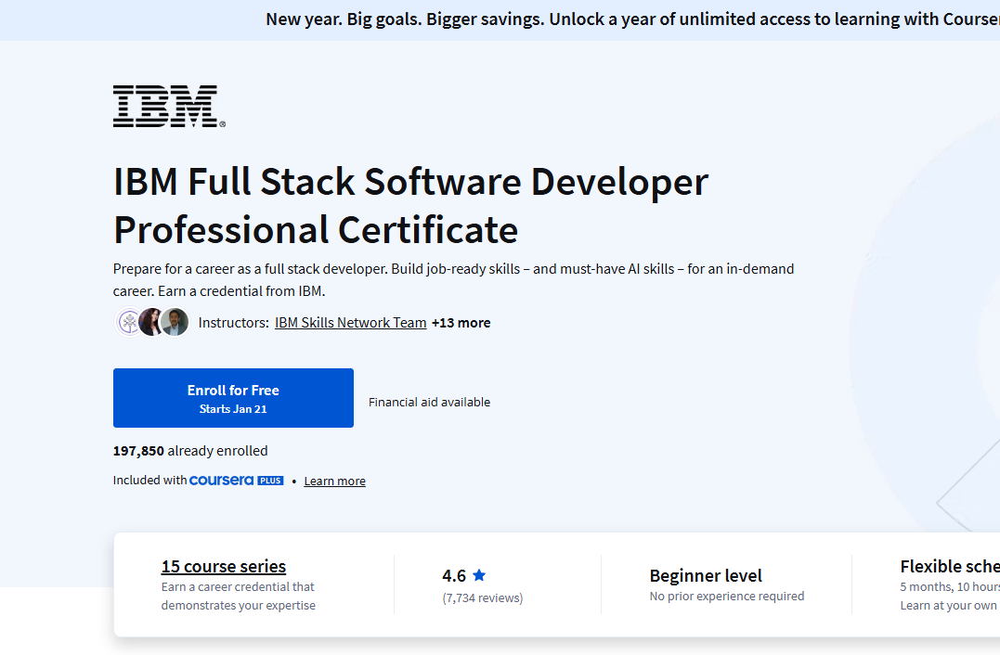 New year. Big goals. Bigger savings. Unlock a year of unlimited access to learning with
IBM®
IBM Full Stack Software Developer
Professional Certificate
Prepare for a career as a full stack developer. Build job-ready skills – and must-have AI skills – for an in-demand
career. Earn a credential from IBM.
Instructors: IBM Skills Network Team +13 more
Enroll for Free
Starts Jan 21
Financial aid available
197,850 already enrolled
Included with coursera PLUS • Learn more
15 course series
Earn a career credential that
demonstrates your expertise
4.6 ★
(7,734 reviews)
Beginner level
No prior experience required
Flexible
5 months, 10 hours
Learn at your own